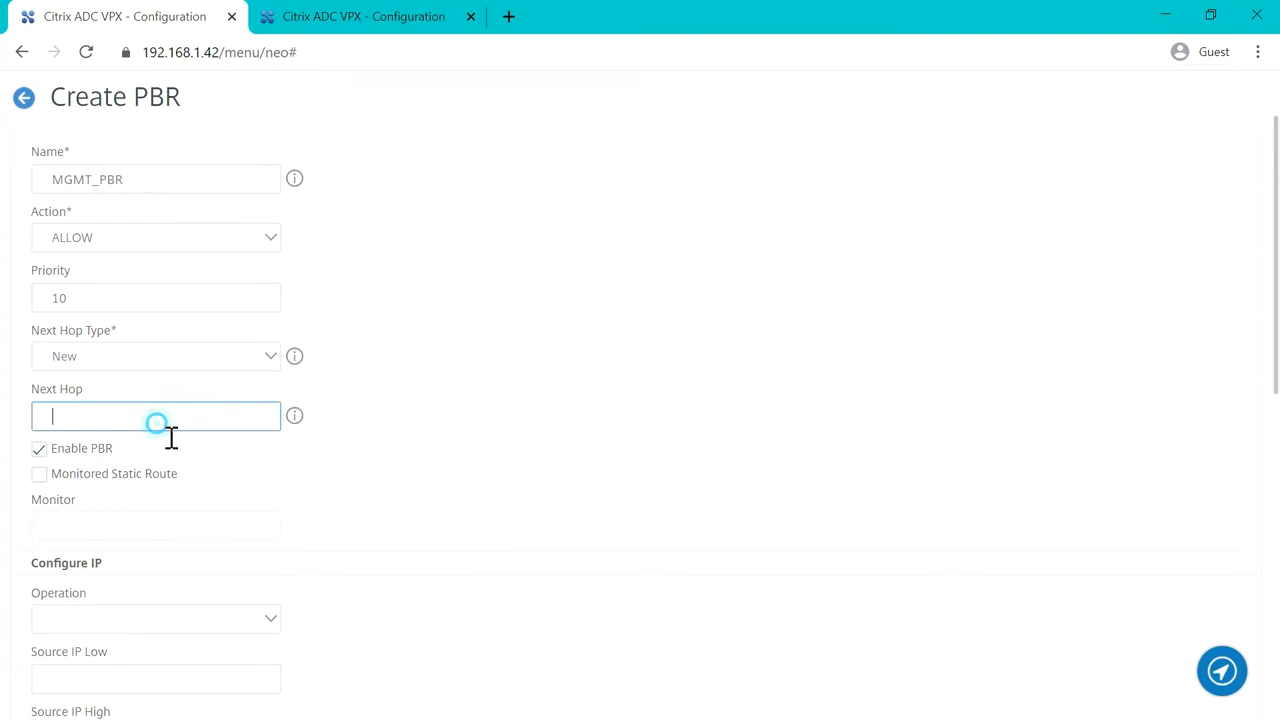 Citrix ADC VPX - Configuration
Citrix ADC VPX - Configuration
192.168.1.42/menu/neo#
Guest
Create PBR
Name*
MGMT_PBR
Action*
ALLOW
Priority
10
Next Hop Type*
New
Next Hop
Enable PBR
Monitored Static Route
Monitor
Configure IP
Operation
Source IP Low
Source IP High